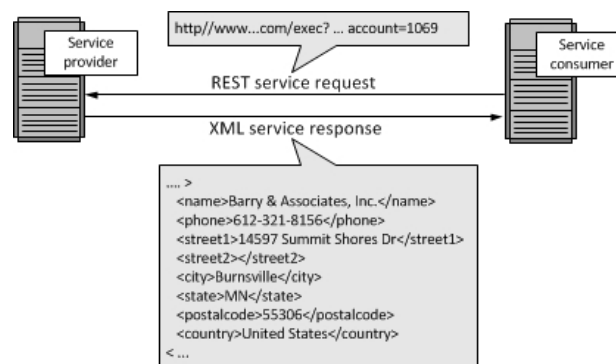 Service
provider
http//www...com/exec? ... account=1069
Service
consumer
REST service request
XML service response
.... >
<name>Barry & Associates, Inc.</name>
<phone>612-321-8156</phone>
<street1>14597 Summit Shores Dr</street1>
<street2></street2>
<city>Burnsville</city>
<state>MN</state>
<postalcode>55306</postalcode>
<country>United States</country>
< ...